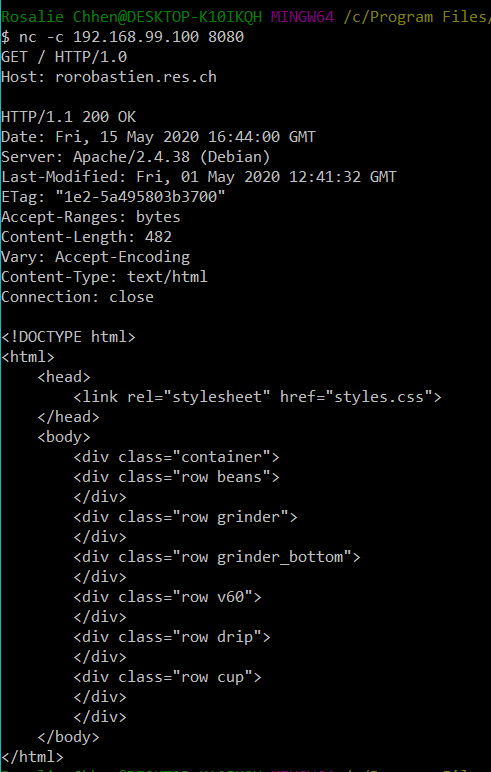 Rosalie Chhen@DESKTOP-K10IKQH MINGW64 /c/Program Files/
$ nc -c 192.168.99.100 8080
GET / HTTP/1.0
Host: rorobastien.res.ch

HTTP/1.1 200 OK
Date: Fri, 15 May 2020 16:44:00 GMT
Server: Apache/2.4.38 (Debian)
Last-Modified: Fri, 01 May 2020 12:41:32 GMT
ETag: "1e2-5a495803b3700"
Accept-Ranges: bytes
Content-Length: 482
Vary: Accept-Encoding
Content-Type: text/html
Connection: close

<!DOCTYPE html>
<html>
    <head>
        <link rel="stylesheet" href="styles.css">
    </head>
    <body>
        <div class="container">
        <div class="row beans">
        </div>
        <div class="row grinder">
        </div>
        <div class="row grinder_bottom">
        </div>
        <div class="row v60">
        </div>
        <div class="row drip">
        </div>
        <div class="row cup">
        </div>
        </div>
    </body>
</html>